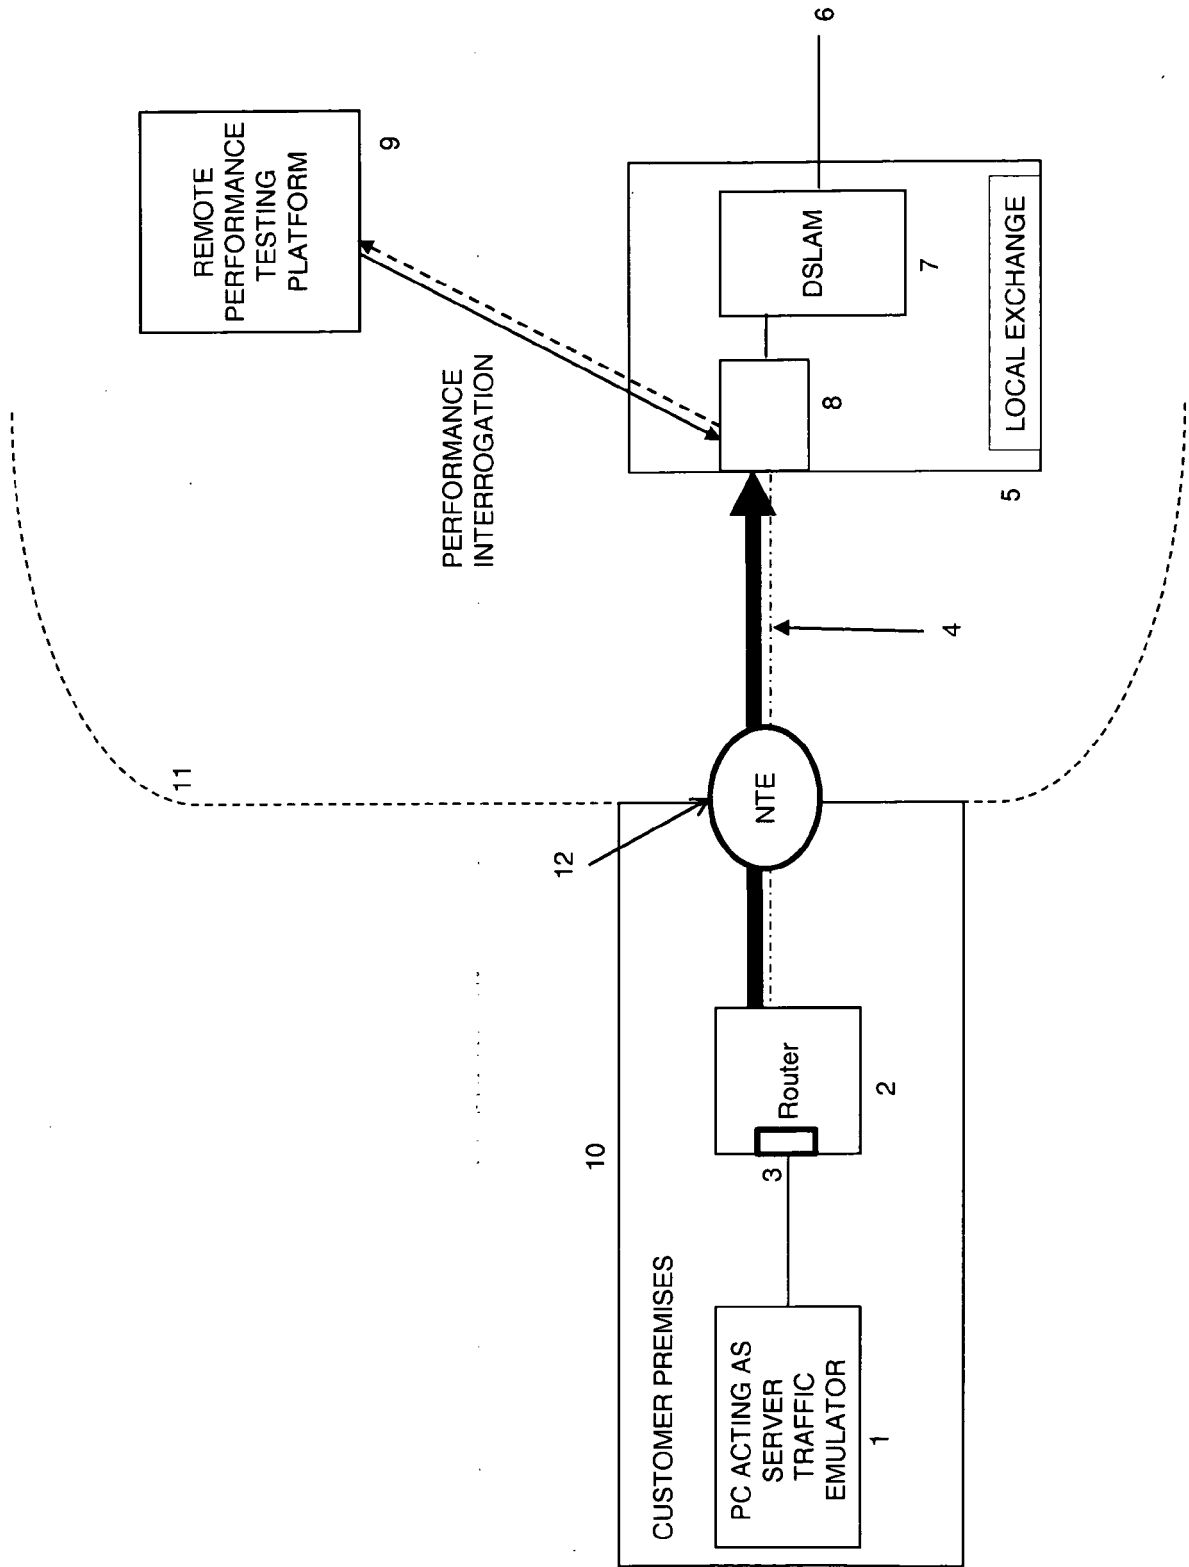 CUSTOMER PREMISES
10
PC ACTING AS
SERVER
TRAFFIC
EMULATOR
1
3
Router
2
12
NTE
11
4
PERFORMANCE
INTERROGATION
REMOTE
PERFORMANCE
TESTING
PLATFORM
9
8
DSLAM
7
6
LOCAL EXCHANGE
5